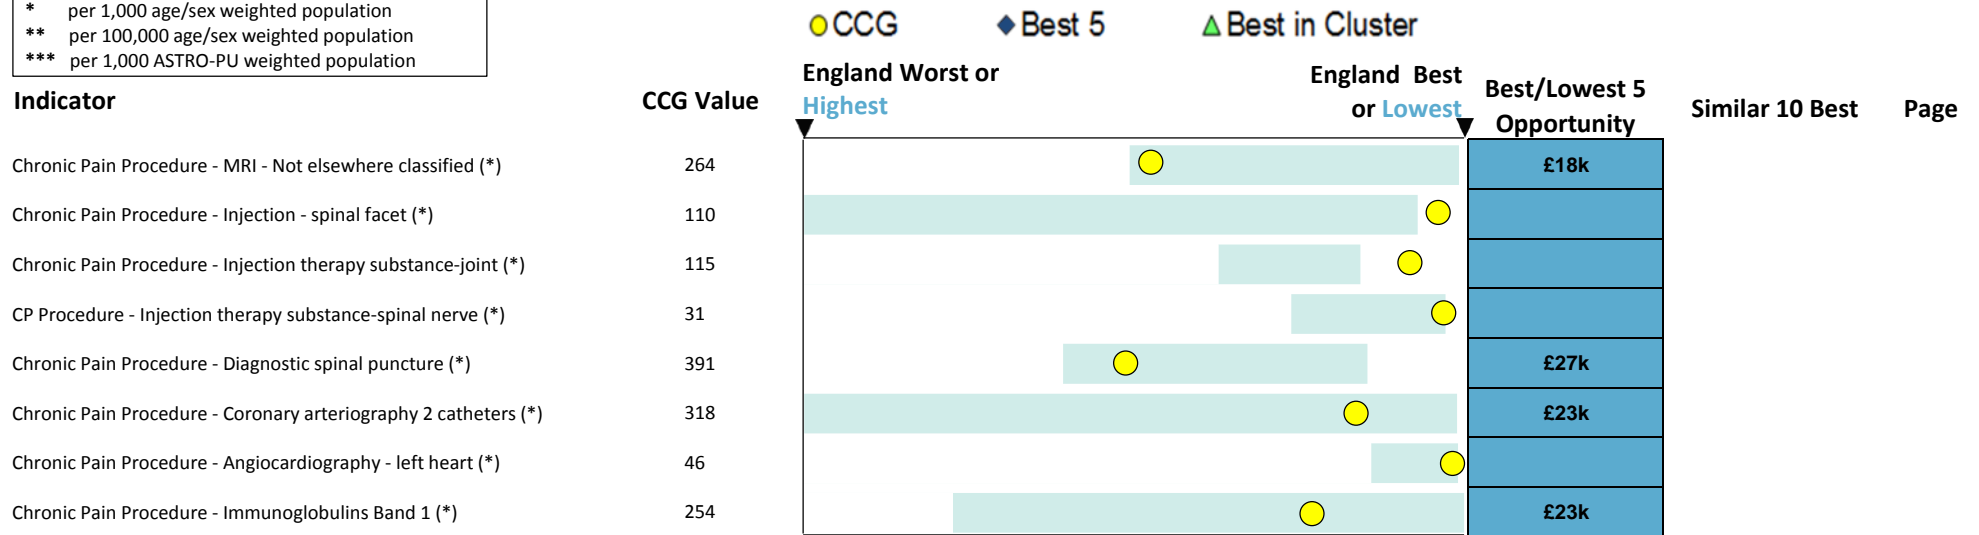 * per 1,000 age/sex weighted population
** per 100,000 age/sex weighted population
*** per 1,000 ASTRO-PU weighted population
CCG Best 5 Best in Cluster
England Worst or Highest England Best or Lowest
Indicator CCG Value Best/Lowest 5 Opportunity Similar 10 Best Page
Chronic Pain Procedure - MRI - Not elsewhere classified (*) 264 £18k
Chronic Pain Procedure - Injection - spinal facet (*) 110
Chronic Pain Procedure - Injection therapy substance-joint (*) 115
CP Procedure - Injection therapy substance-spinal nerve (*) 31
Chronic Pain Procedure - Diagnostic spinal puncture (*) 391 £27k
Chronic Pain Procedure - Coronary arteriography 2 catheters (*) 318 £23k
Chronic Pain Procedure - Angiocardiography - left heart (*) 46
Chronic Pain Procedure - Immunoglobulins Band 1 (*) 254 £23k